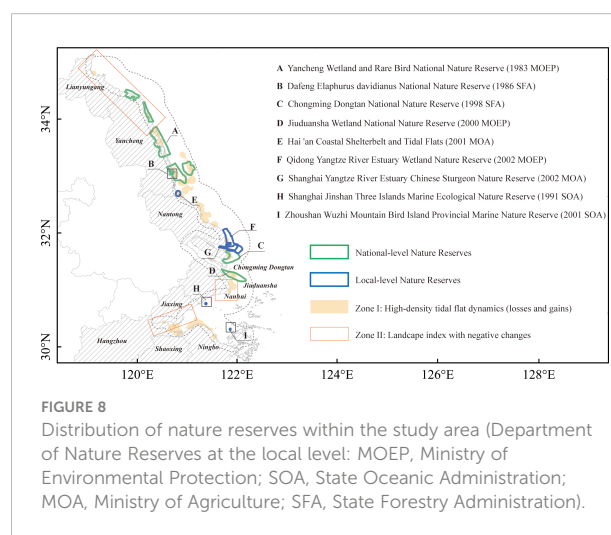 A Yancheng Wetland and Rare Bird National Nature Reserve (1983 MOEP)
B Dafeng Elaphurus davidianus Nature Reserve (1986 SFA)
C Chongming Dongtan National Nature Reserve (1998 SFA)
D Jiuduansha Wetland National Nature Reserve (2000 MOEP)
E Hai 'an Coastal Shelterbelt and Tidal Flats (2001 MOA)
F Qidong Yangtze River Estuary Wetland Nature Reserve (2002 MOEP)
G Shanghai Yangtze River Estuary Chinese Sturgeon Nature Reserve (2002 MOA)
H Shanghai Jinshan Three Islands Marine Ecological Nature Reserve (1991 SOA)
I Zhoushan Wuzhi Mountain Bird Island Provincial Marine Nature Reserve (2001 SOA)
National-level Nature Reserves
Local-level Nature Reserves
Zone I: High-density tidal flat dynamics (losses and gains)
Zone II: Landscape index with negative changes
Lianyungang
34°N
Yancheng
A
B
E
Nantong
F
32°N
G
C
Chongming Dongtan
D
Jiuduansha
H
Nanhui
Jiaxing
Hangzhou
Shaoxing
Ningbo
I
30°N
120°E
122°E
124°E
126°E
128°E
FIGURE 8
Distribution of nature reserves within the study area (Department
of Nature Reserves at the local level: MOEP, Ministry of
Environmental Protection; SOA, State Oceanic Administration;
MOA, Ministry of Agriculture; SFA, State Forestry Administration).